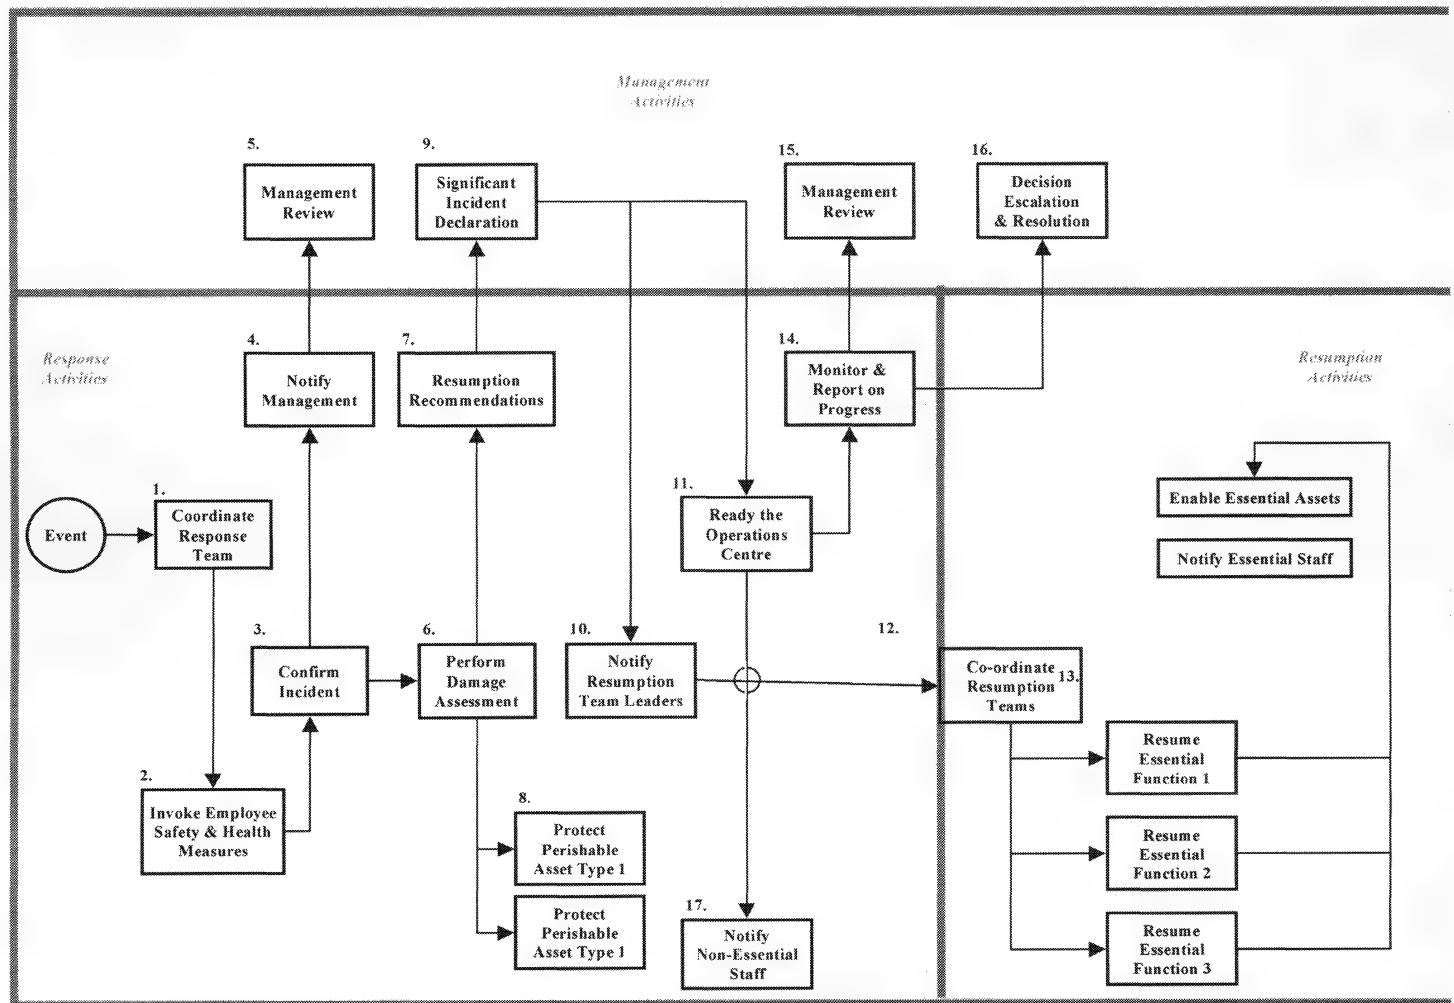 Management
Activities
5.
Management
Review
9.
Significant
Incident
Declaration
15.
Management
Review
16.
Decision
Escalation
& Resolution
Response
Activities
4.
Notify
Management
7.
Resumption
Recommendations
14.
Monitor &
Report on
Progress
Resumption
Activities
Event
1.
Coordinate
Response
Team
11.
Ready the
Operations
Centre
Enable Essential Assets
Notify Essential Staff
3.
Confirm
Incident
6.
Perform
Damage
Assessment
10.
Notify
Resumption
Team Leaders
12.
Co-ordinate
Resumption
Teams
13.
2.
Invoke Employee
Safety & Health
Measures
8.
Protect
Perishable
Asset Type 1
Protect
Perishable
Asset Type 1
17.
Notify
Non-Essential
Staff
Resume
Essential
Function 1
Resume
Essential
Function 2
Resume
Essential
Function 3